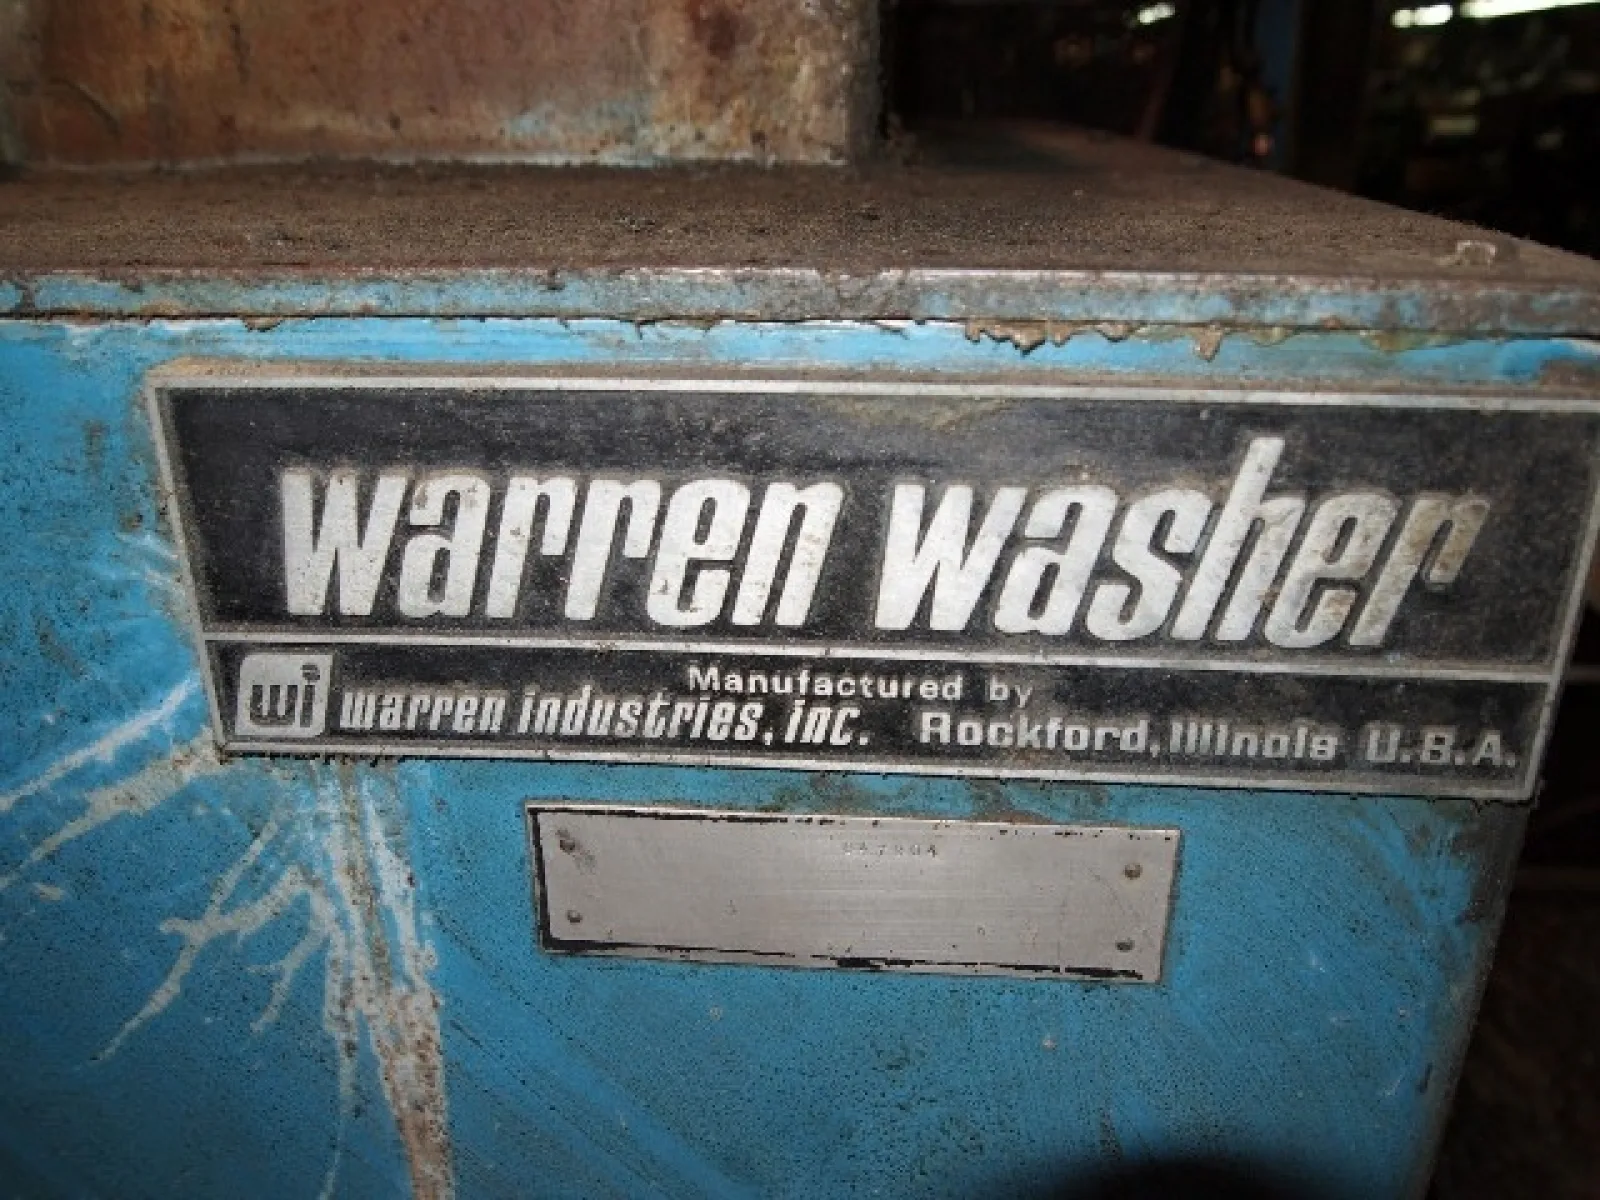 warren washer
Manufactured by
wi warren industries, inc. Rockford, Illinois U.S.A.